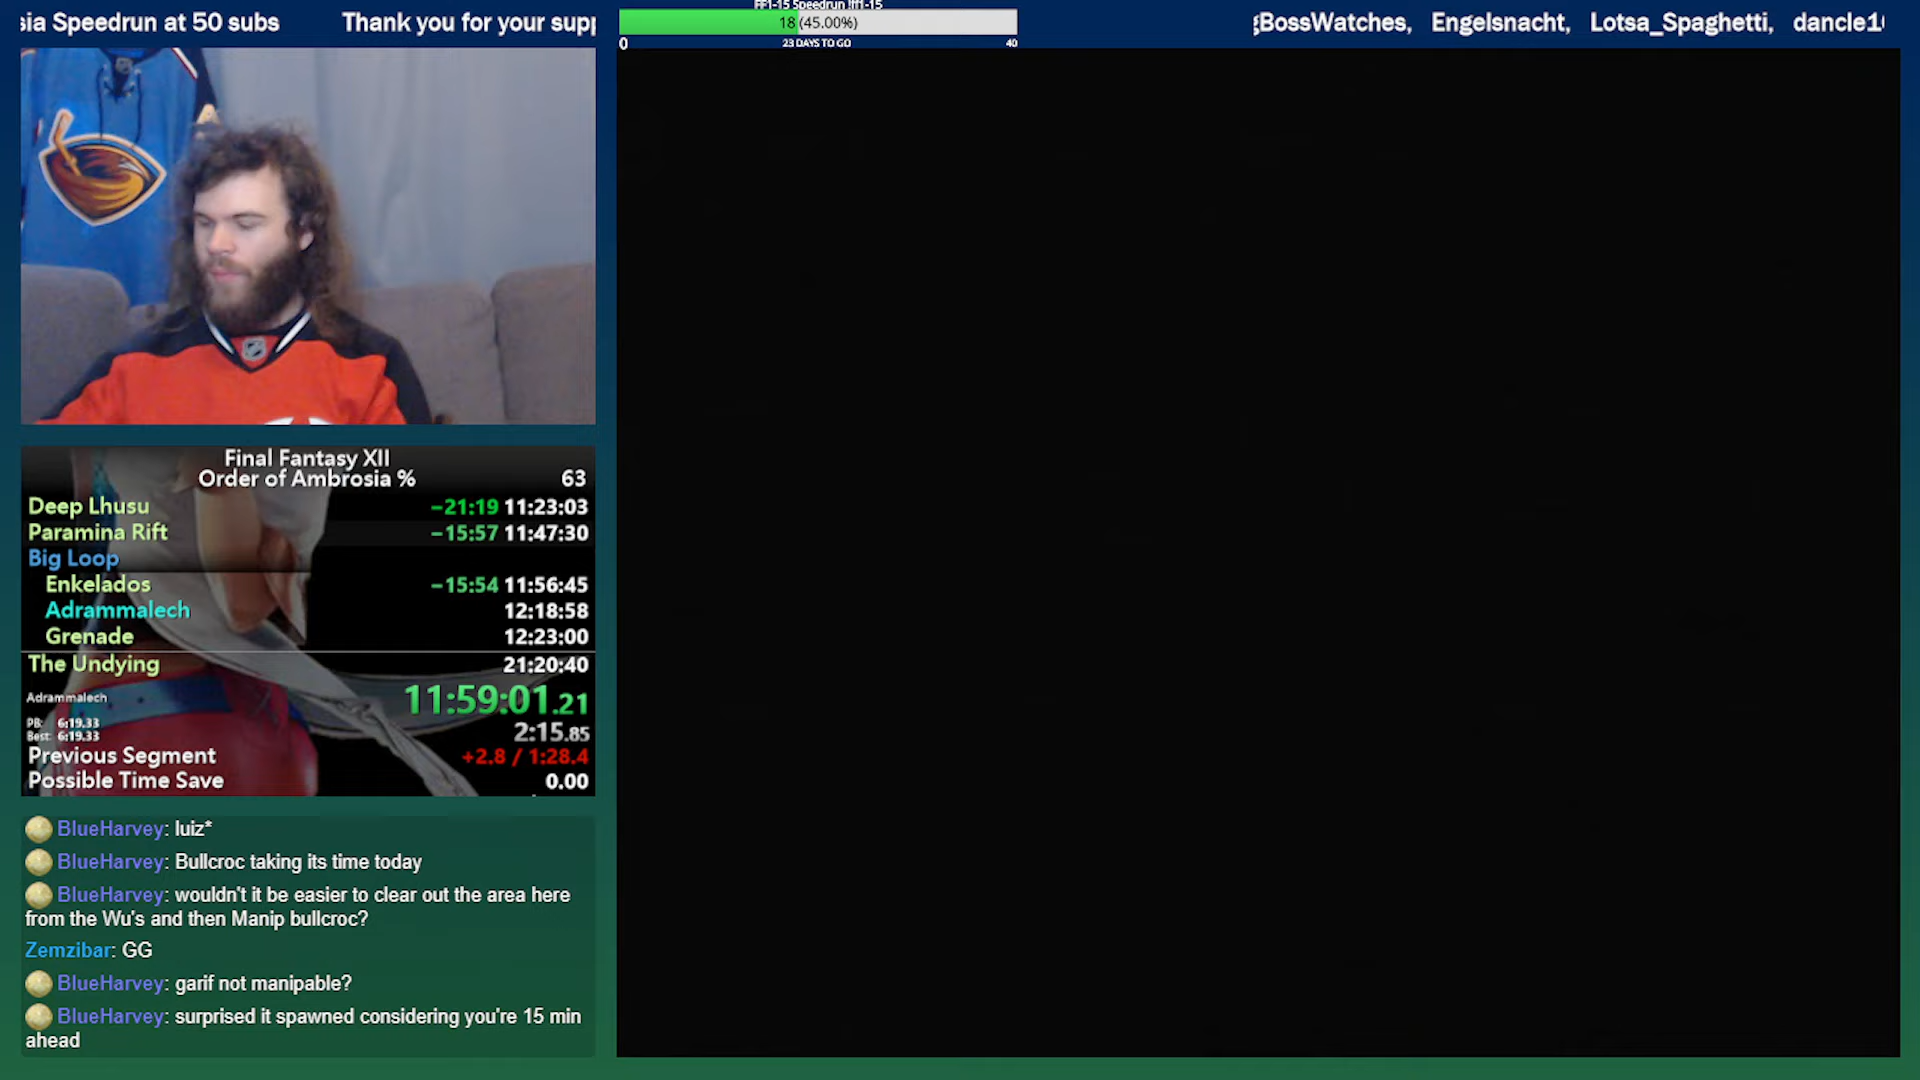 sia Speedrun at 50 subs Thank you for your supp
FF1-15 Speedrun !ff1-15
18 (45.00%)
0 23 DAYS TO GO 40
gBossWatches, Engelsnacht, Lotsa_Spaghetti, dancle1
Final Fantasy XII
Order of Ambrosia % 63
Deep Lhusu -21:19 11:23:03
Paramina Rift -15:57 11:47:30
Big Loop
Enkelados -15:54 11:56:45
Adrammalech 12:18:58
Grenade 12:23:00
The Undying 21:20:40
Adrammalech 11:59:01.21
PB: 6:19.33
Best: 6:19.33 2:15.85
Previous Segment +2.8 / 1:28.4
Possible Time Save 0.00
BlueHarvey: luiz*
BlueHarvey: Bullcroc taking its time today
BlueHarvey: wouldn't it be easier to clear out the area here
from the Wu's and then Manip bullcroc?
Zemzibar: GG
BlueHarvey: garif not manipable?
BlueHarvey: surprised it spawned considering you're 15 min
ahead